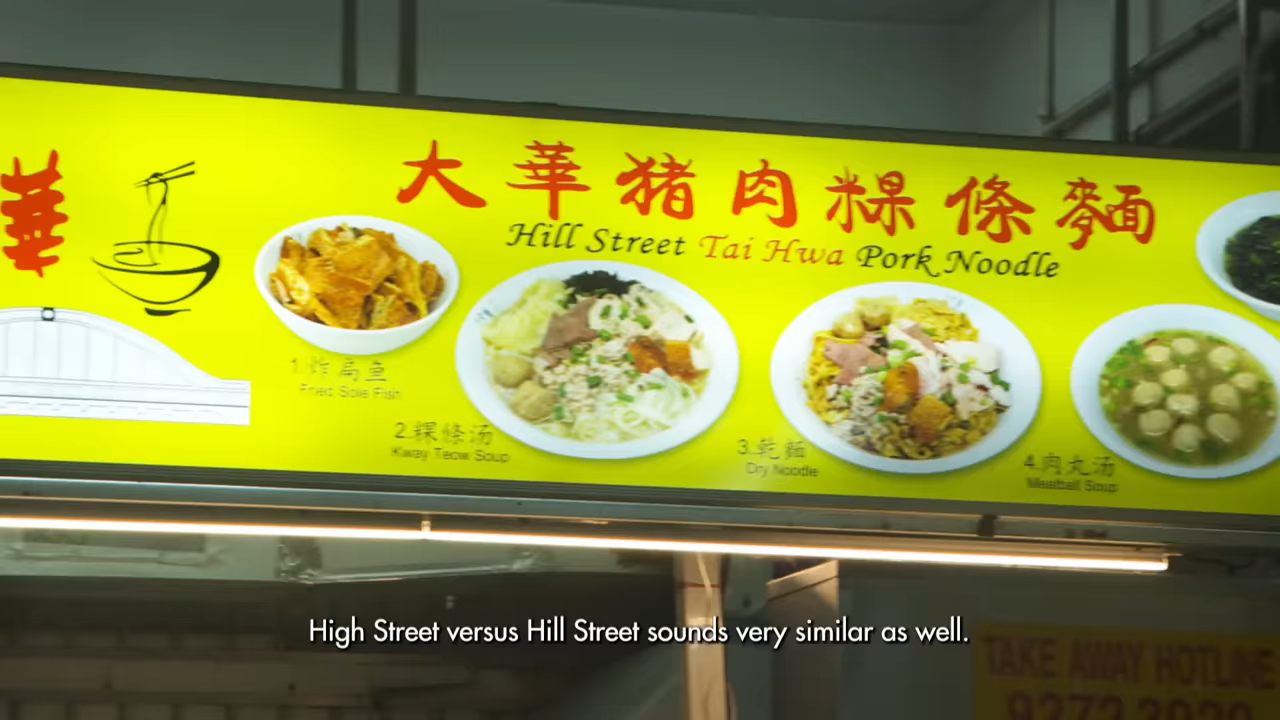 華
大華猪肉粿條麵
Hill Street Tai Hwa Pork Noodle
1.炸扁鱼
Fried Sole Fish
2.粿條汤
Kway Teow Soup
3.乾麵
Dry Noodle
4.肉丸汤
Meatball Soup
High Street versus Hill Street sounds very similar as well.
TAKE AWAY HOTLINE